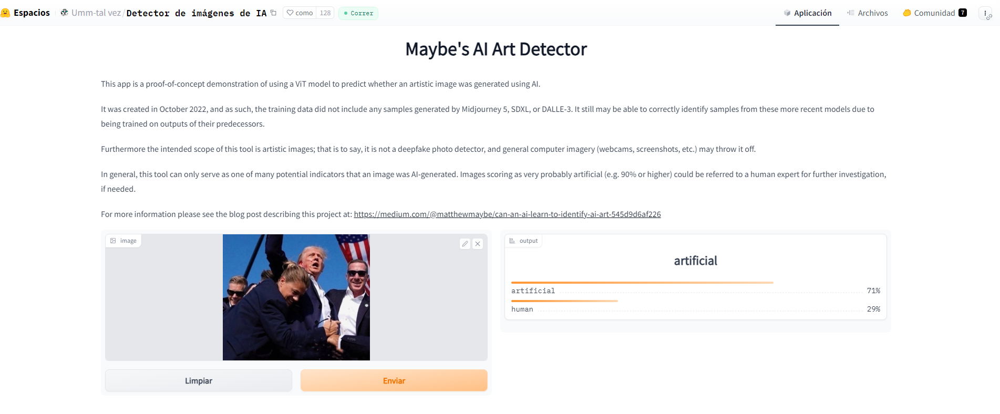 Espacios Umm-tal vez/Detector de imágenes de IA como 128 Correr Aplicación Archivos Comunidad 7
Maybe's AI Art Detector
This app is a proof-of-concept demonstration of using a ViT model to predict whether an artistic image was generated using AI.
It was created in October 2022, and as such, the training data did not include any samples generated by Midjourney 5, SDXL, or DALLE-3. It still may be able to correctly identify samples from these more recent models due to
being trained on outputs of their predecessors.
Furthermore the intended scope of this tool is artistic images; that is to say, it is not a deepfake photo detector, and general computer imagery (webcams, screenshots, etc.) may throw it off.
In general, this tool can only serve as one of many potential indicators that an image was AI-generated. Images scoring as very probably artificial (e.g. 90% or higher) could be referred to a human expert for further investigation,
if needed.
For more information please see the blog post describing this project at: https://medium.com/@matthewmaybe/can-an-ai-learn-to-identify-ai-art-545d9d6af226
image
Limpiar
Enviar
output
artificial
artificial 71%
human 29%